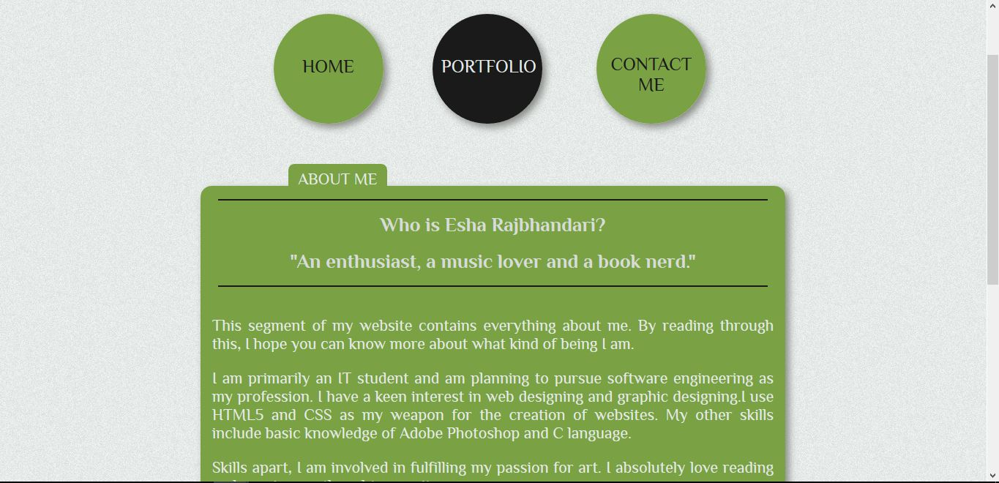 HOME
PORTFOLIO
CONTACT
ME
ABOUT ME
Who is Esha Rajbhandari?
"An enthusiast, a music lover and a book nerd."
This segment of my website contains everything about me. By reading through
this, I hope you can know more about what kind of being I am.
I am primarily an IT student and am planning to pursue software engineering as
my profession. I have a keen interest in web designing and graphic designing.I use
HTML5 and CSS as my weapon for the creation of websites. My other skills
include basic knowledge of Adobe Photoshop and C language.
Skills apart, I am involved in fulfilling my passion for art. I absolutely love reading